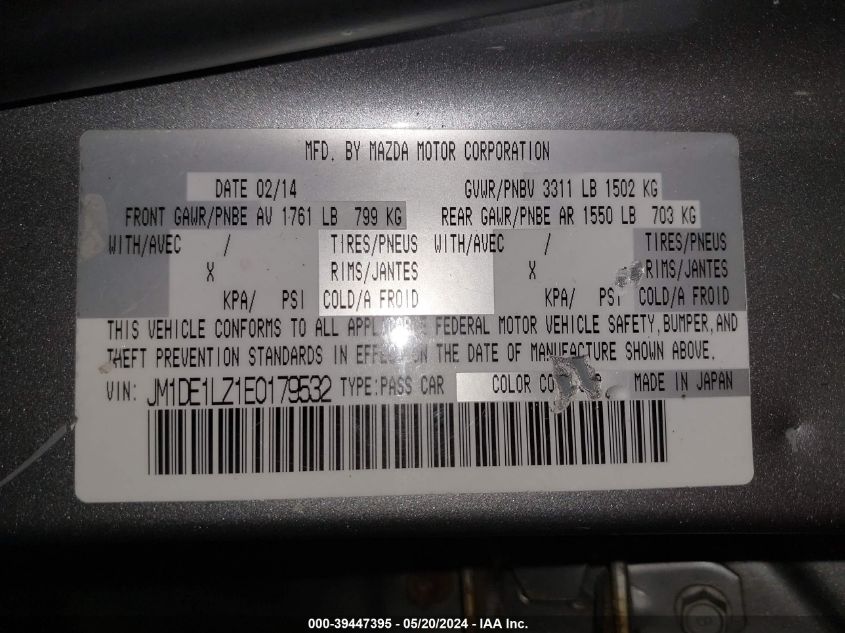 MFD. BY MAZDA MOTOR CORPORATION
DATE 02/14 GVWR/PNBV 3311 LB 1502 KG
FRONT GAWR/PNBE AV 1761 LB 799 KG REAR GAWR/PNBE AR 1550 LB 703 KG
WITH/AVEC / TIRES/PNEUS WITH/AVEC / TIRES/PNEUS
X RIMS/JANTES X RIMS/JANTES
KPA/ PSI COLD/A FROID KPA/ PSI COLD/A FROID
THIS VEHICLE CONFORMS TO ALL APPLICABLE FEDERAL MOTOR VEHICLE SAFETY,BUMPER,AND
THEFT PREVENTION STANDARDS IN EFFECT ON THE DATE OF MANUFACTURE SHOWN ABOVE.
VIN: JM1DE1LZ1E0179532 TYPE:PASS CAR COLOR MADE IN JAPAN
000-39447395 - 05/20/2024 - IAA Inc.